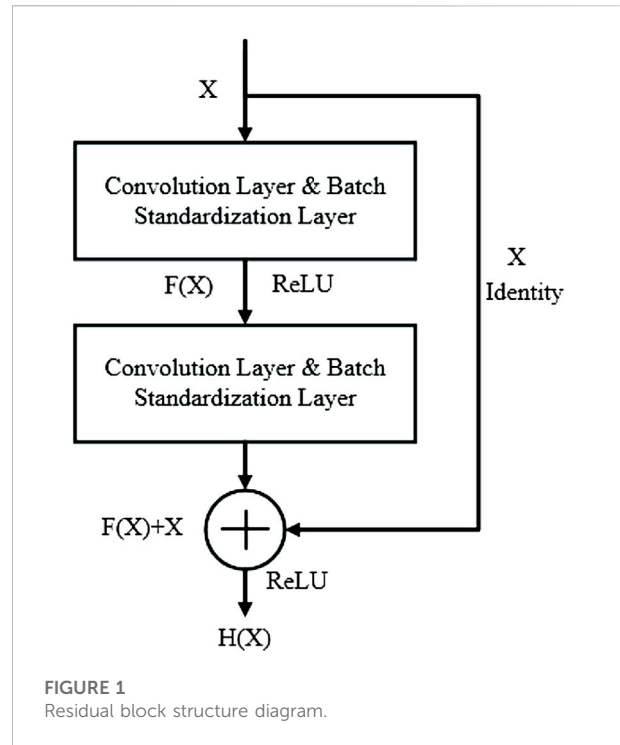 X
Convolution Layer & Batch
Standardization Layer
F(X) ReLU
X
Identity
Convolution Layer & Batch
Standardization Layer
F(X)+X
ReLU
H(X)
FIGURE 1
Residual block structure diagram.